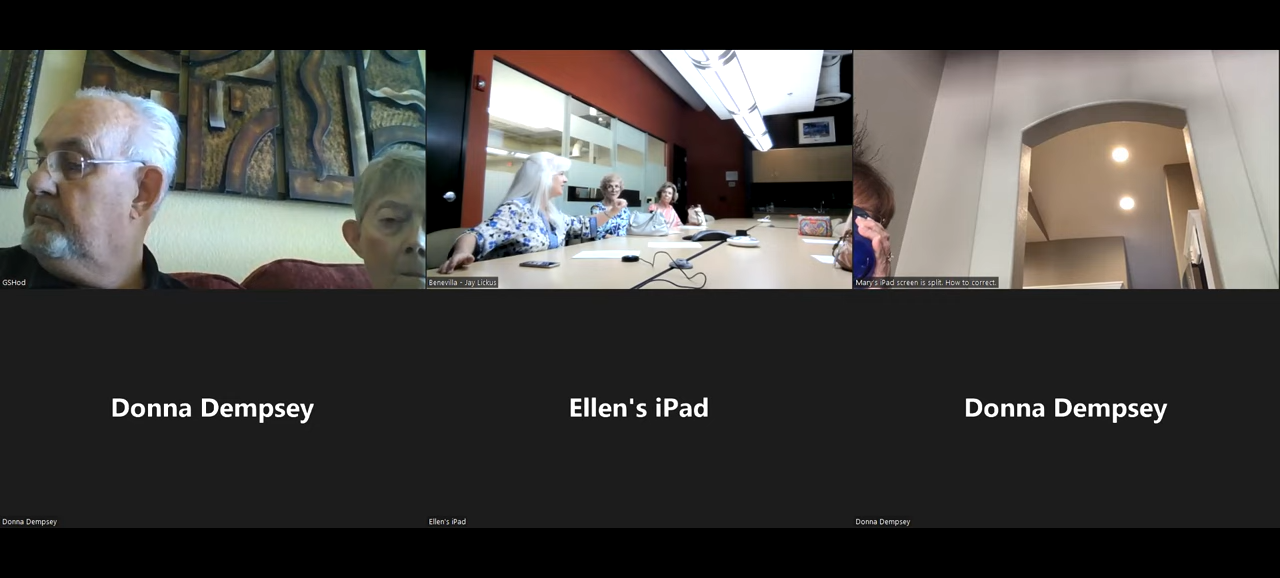 GSHod
Benevilla - Jay Lickus
Mary's iPad screen is split. How to correct.
Donna Dempsey
Ellen's iPad
Donna Dempsey
Donna Dempsey
Ellen's iPad
Donna Dempsey